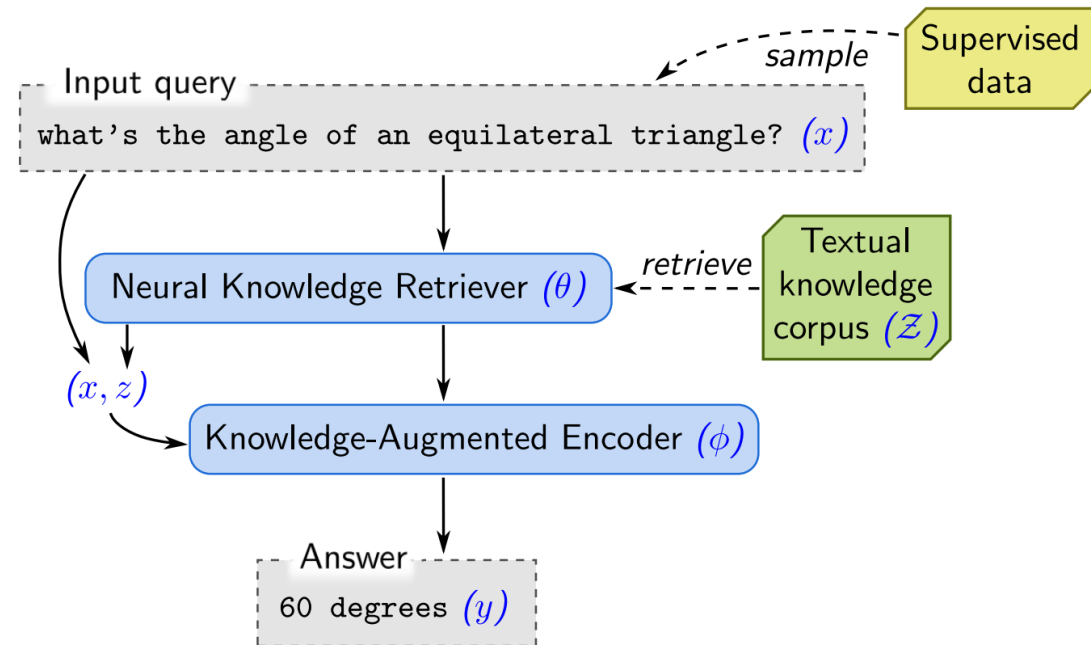 Supervised
data
sample
Input query
what's the angle of an equilateral triangle? (x)
Textual
knowledge
corpus (𝒵)
retrieve
Neural Knowledge Retriever (θ)
(x, z)
Knowledge-Augmented Encoder (ϕ)
Answer
60 degrees (y)